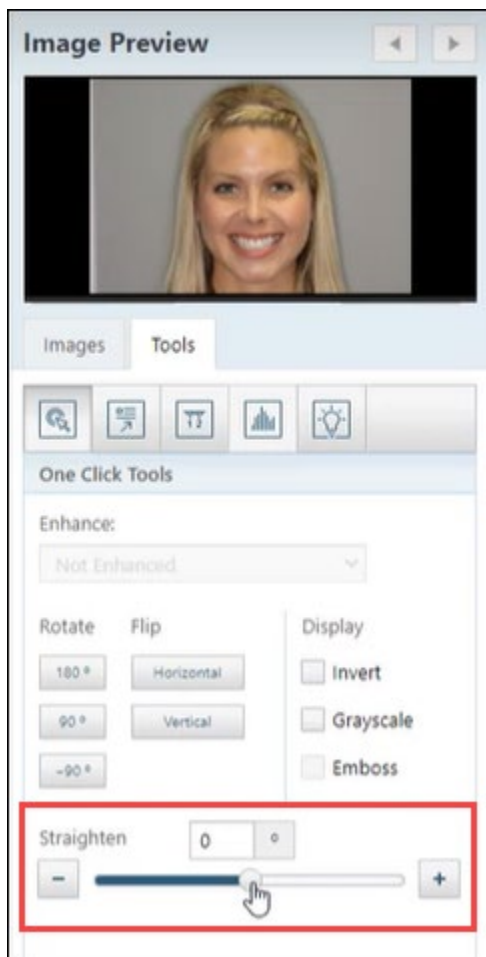 Image Preview
Images Tools
One Click Tools
Enhance:
Not Enhanced
Rotate Flip Display
180 ° Horizontal Invert
90 ° Vertical Grayscale
-90 ° Emboss
Straighten 0 °
− +